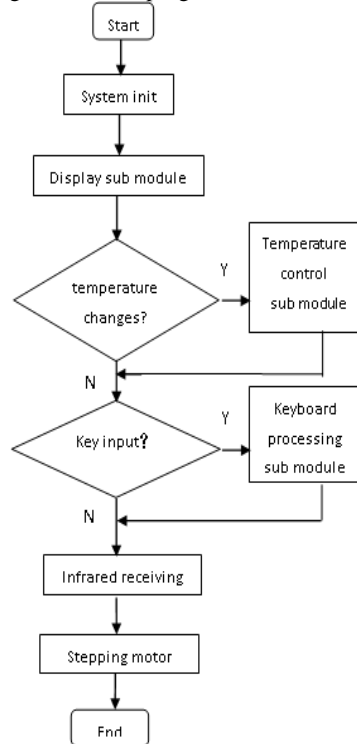 Start
System init
Display sub module
temperature
changes?
Y
Temperature
control
sub module
N
Key input?
Y
Keyboard
processing
sub module
N
Infrared receiving
Stepping motor
End